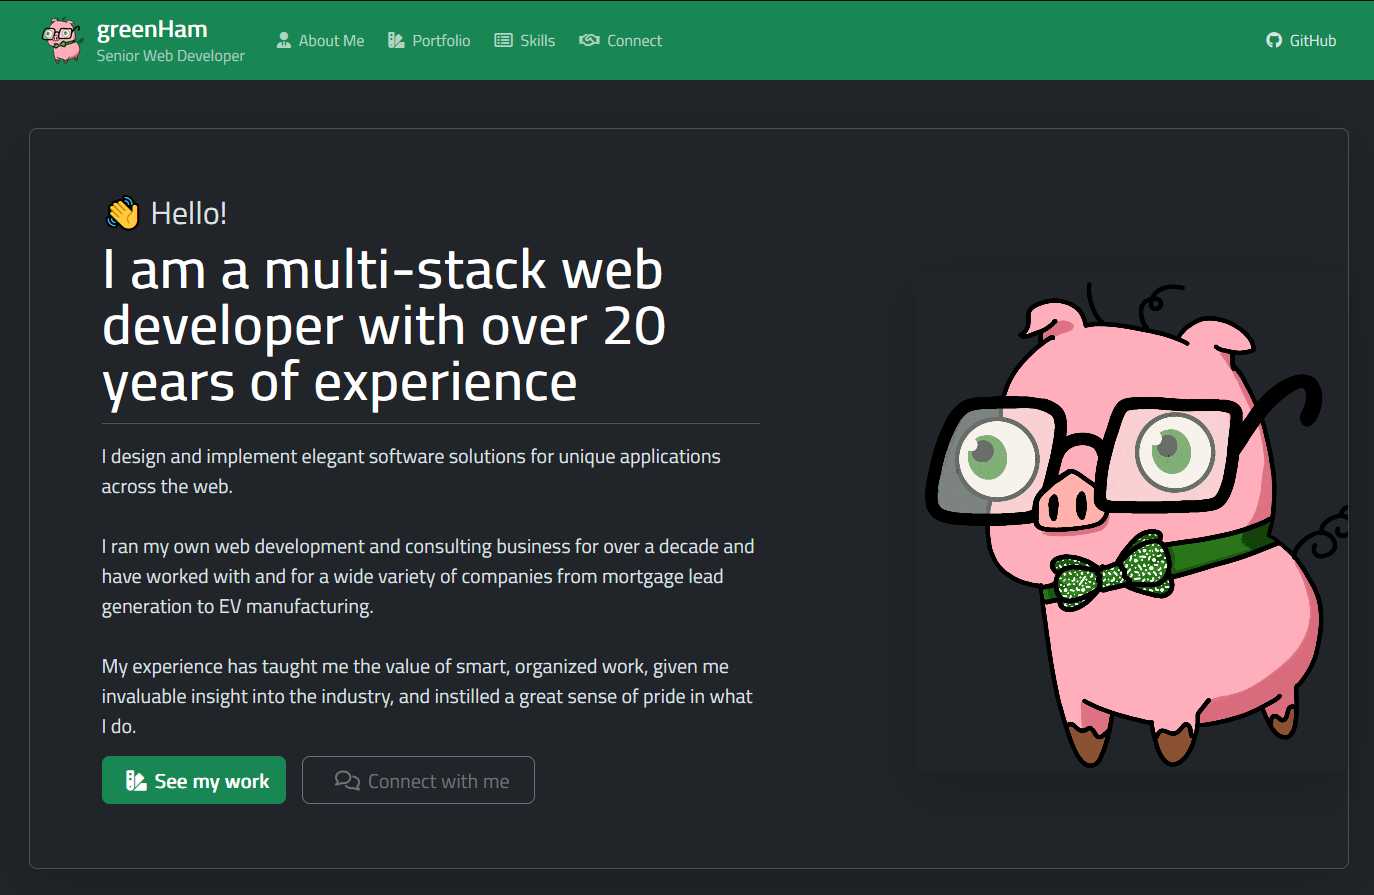 greenHam
Senior Web Developer
About Me
Portfolio
Skills
Connect
GitHub
👋 Hello!
I am a multi-stack web
developer with over 20
years of experience
I design and implement elegant software solutions for unique applications
across the web.
I ran my own web development and consulting business for over a decade and
have worked with and for a wide variety of companies from mortgage lead
generation to EV manufacturing.
My experience has taught me the value of smart, organized work, given me
invaluable insight into the industry, and instilled a great sense of pride in what
I do.
See my work
Connect with me